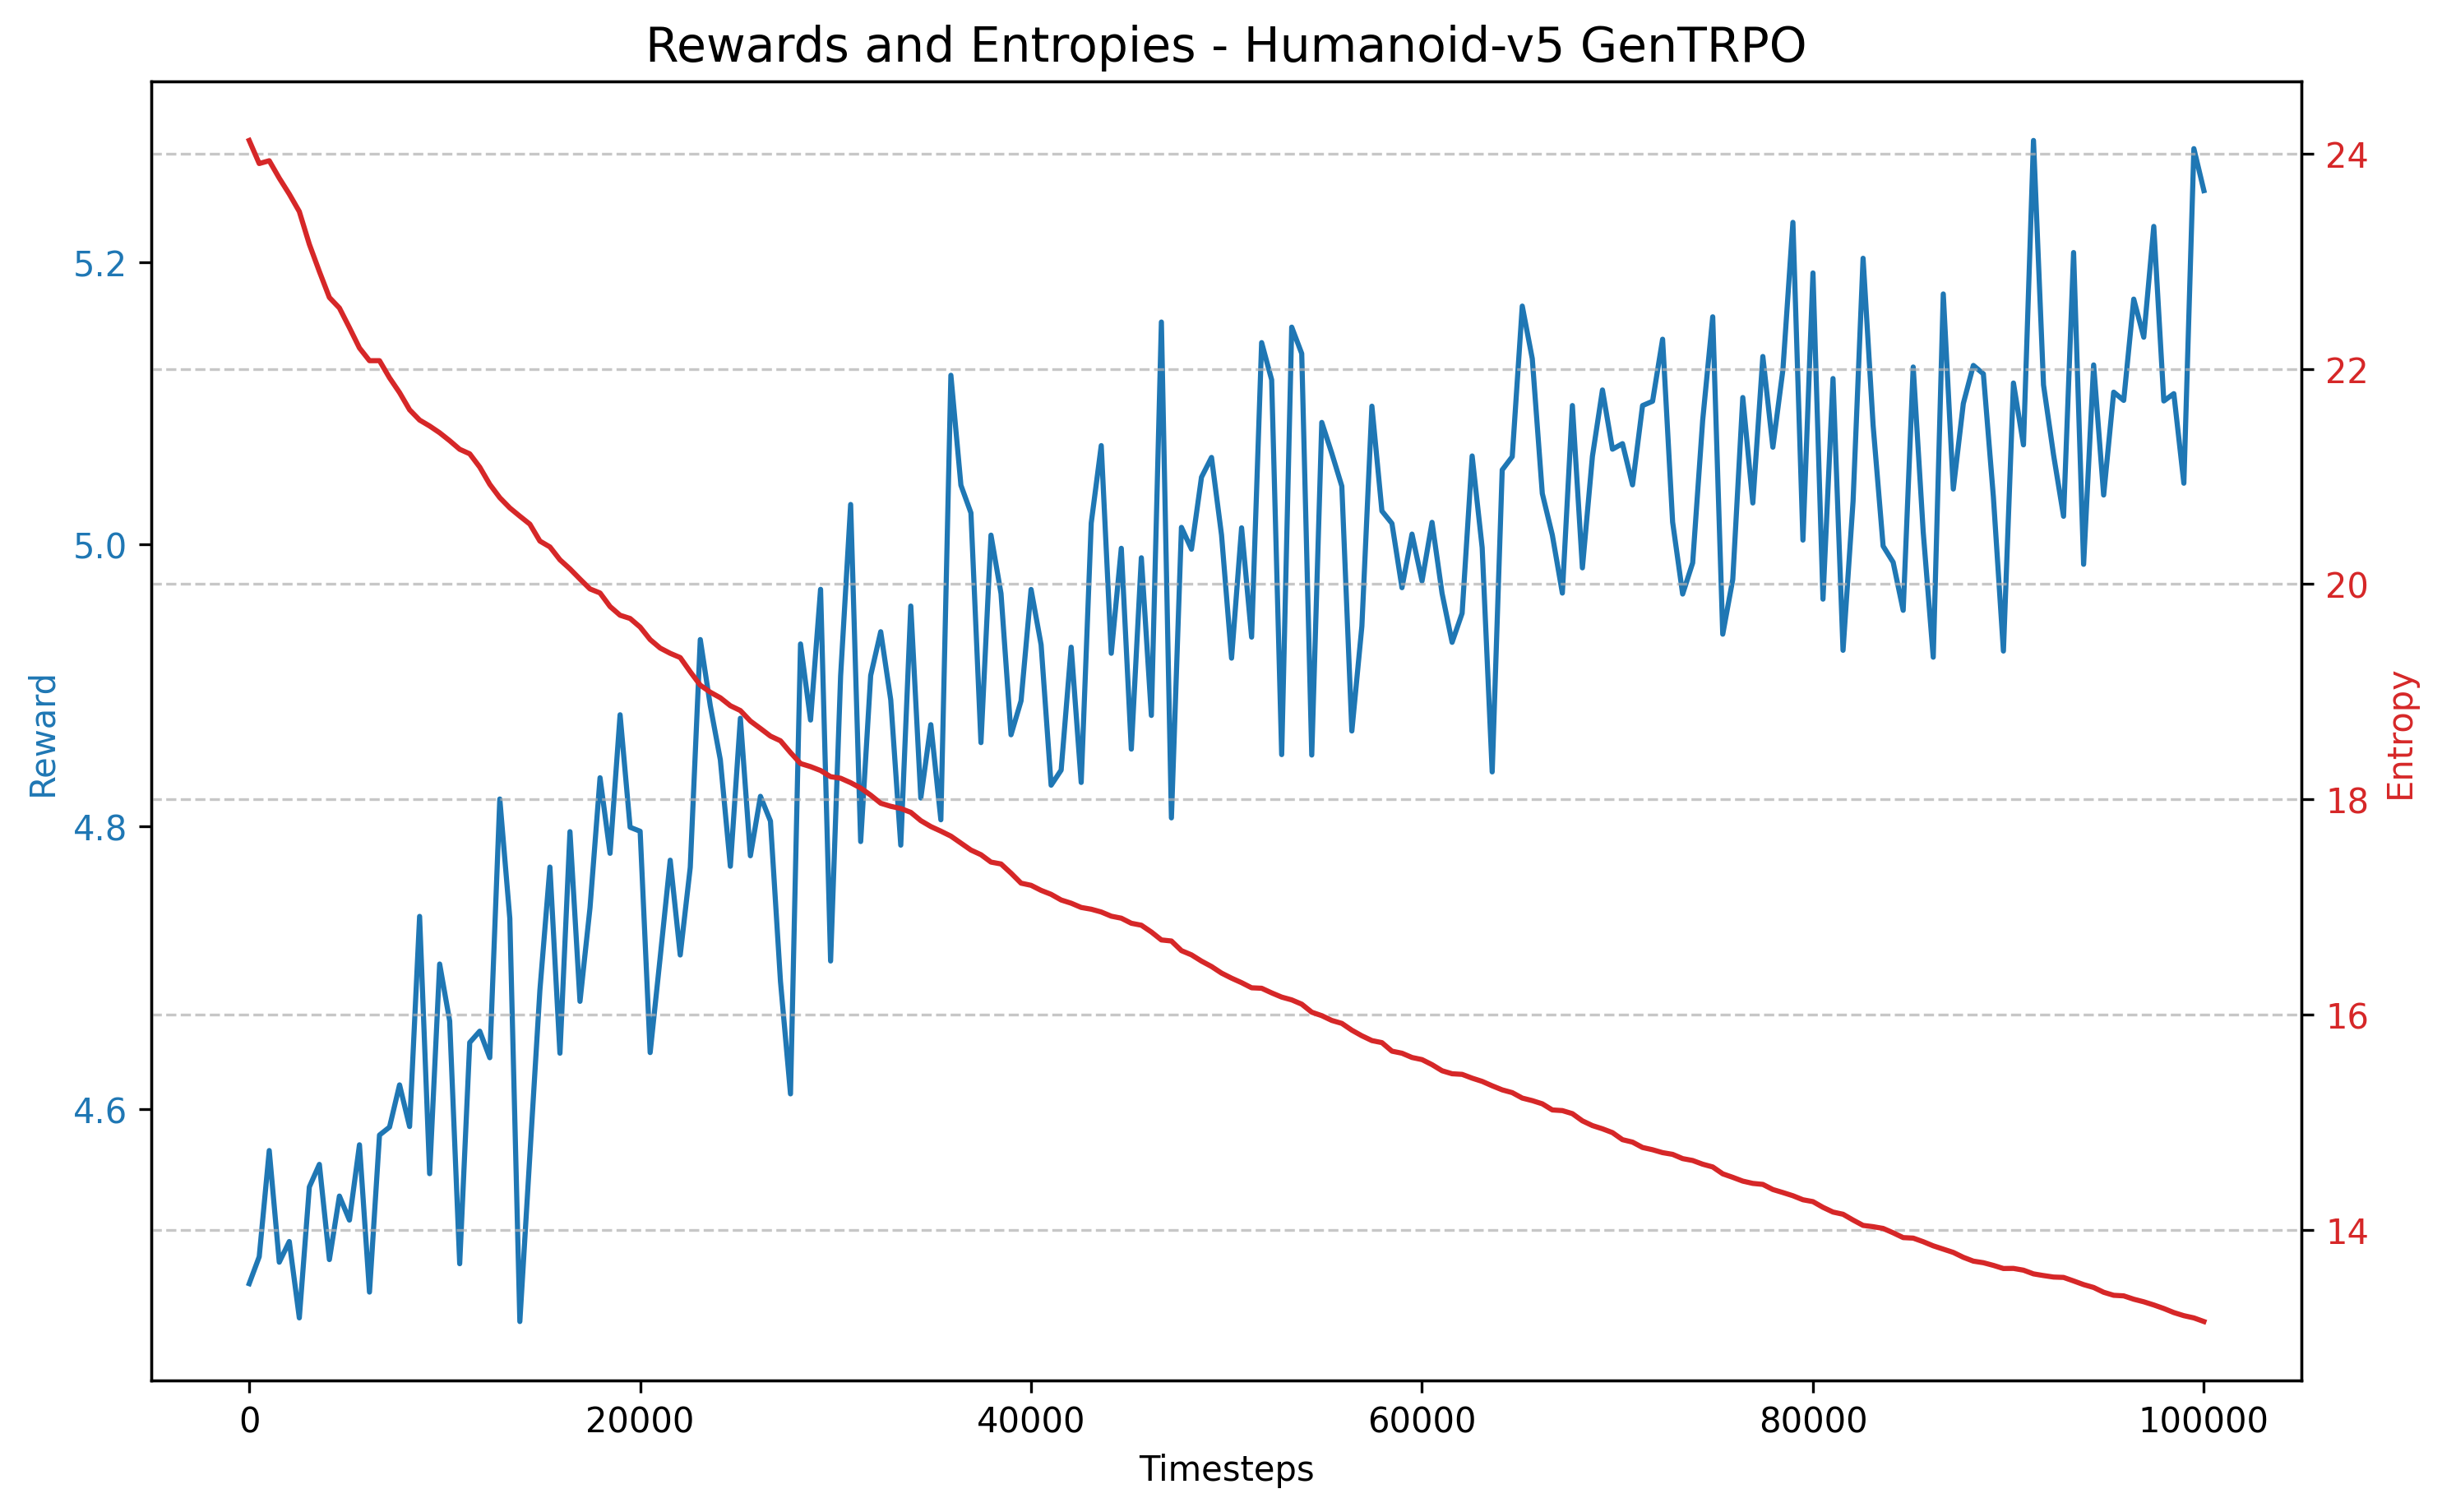 Rewards and Entropies - Humanoid-v5 GenTRPO
Reward
5.2
5.0
4.8
4.6
24
22
20
18
16
14
Entropy
0 20000 40000 60000 80000 100000
Timesteps